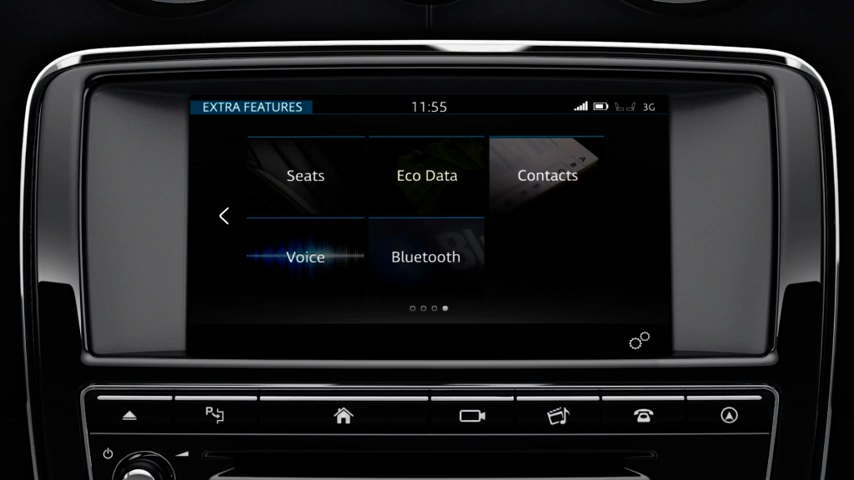 EXTRA FEATURES 11:55 3G
Seats Eco Data Contacts
Voice Bluetooth
P